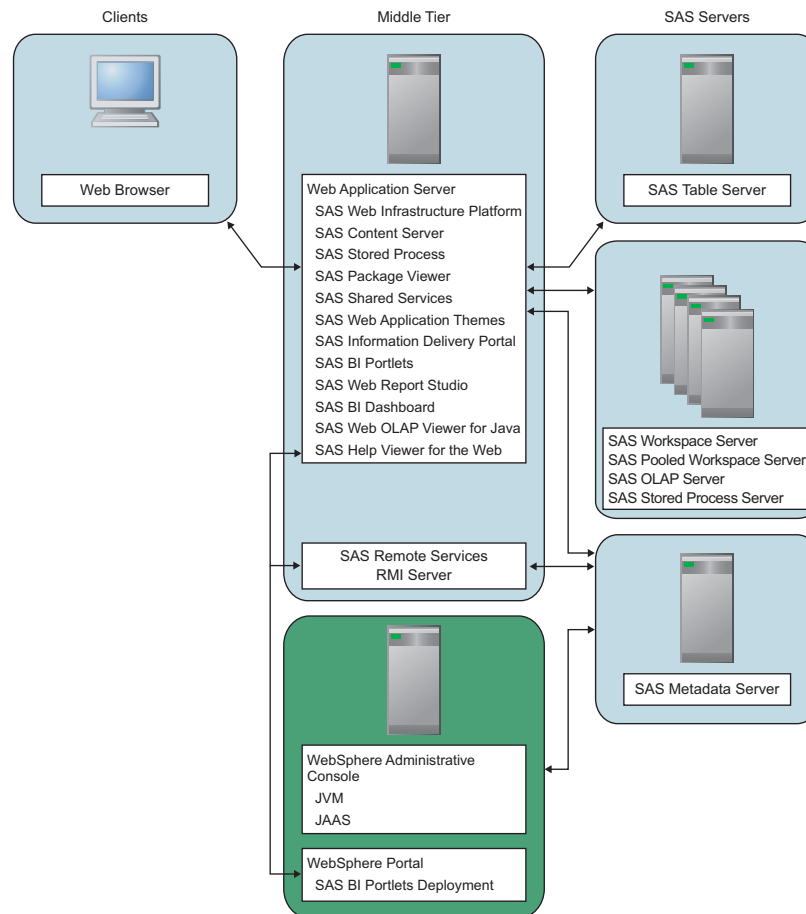 Clients
Middle Tier
SAS Servers
Web Browser
Web Application Server
SAS Web Infrastructure Platform
SAS Content Server
SAS Stored Process
SAS Package Viewer
SAS Shared Services
SAS Web Application Themes
SAS Information Delivery Portal
SAS BI Portlets
SAS Web Report Studio
SAS BI Dashboard
SAS Web OLAP Viewer for Java
SAS Help Viewer for the Web
SAS Remote Services
RMI Server
WebSphere Administrative
Console
JVM
JAAS
WebSphere Portal
SAS BI Portlets Deployment
SAS Table Server
SAS Workspace Server
SAS Pooled Workspace Server
SAS OLAP Server
SAS Stored Process Server
SAS Metadata Server